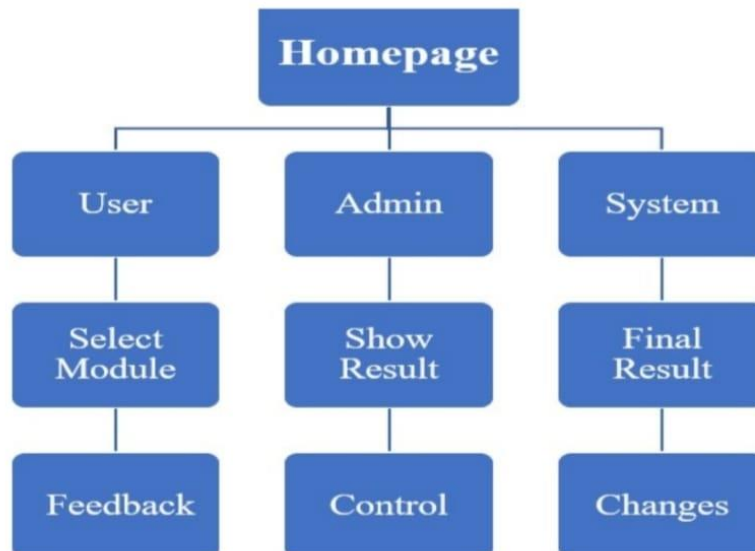 Homepage
User
Admin
System
Select
Module
Show
Result
Final
Result
Feedback
Control
Changes